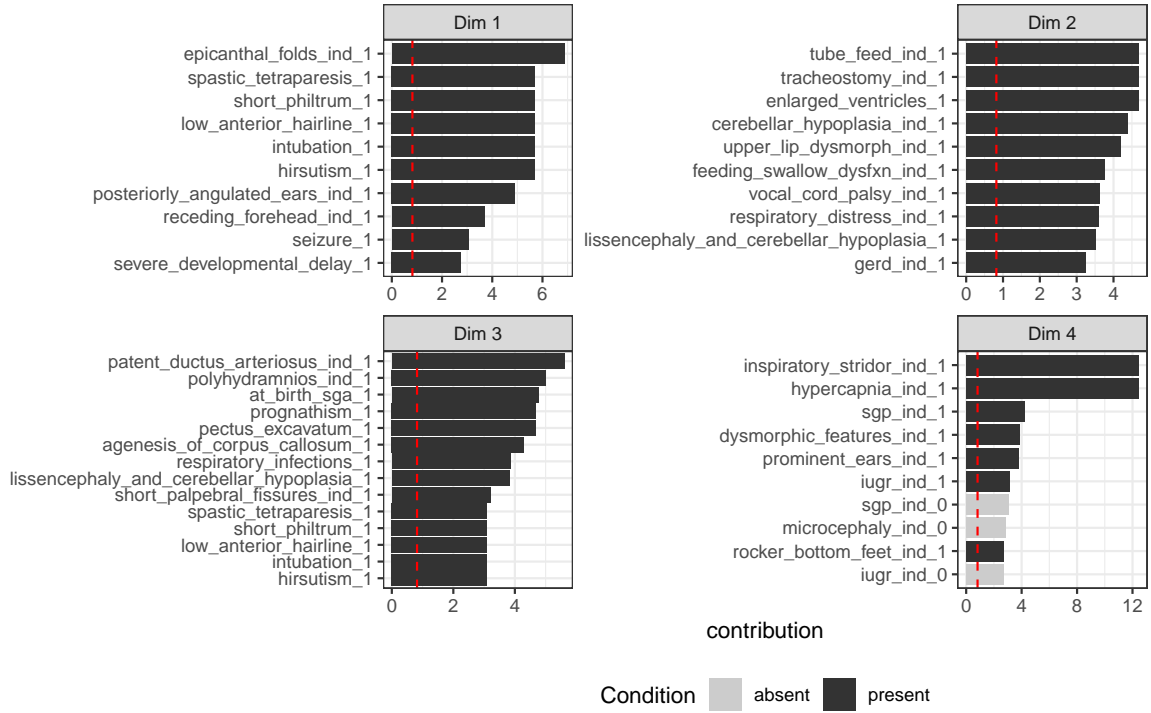 Dim 1
epicanthal_folds_ind_1
spastic_tetraparesis_1
short_philtrum_1
low_anterior_hairline_1
intubation_1
hirsutism_1
posteriorly_angulated_ears_ind_1
receding_forehead_ind_1
seizure_1
severe_developmental_delay_1
0 2 4 6
Dim 2
tube_feed_ind_1
tracheostomy_ind_1
enlarged_ventricles_1
cerebellar_hypoplasia_ind_1
upper_lip_dysmorph_ind_1
feeding_swallow_dysfxn_ind_1
vocal_cord_palsy_ind_1
respiratory_distress_ind_1
lissencephaly_and_cerebellar_hypoplasia_1
gerd_ind_1
0 1 2 3 4
Dim 3
patent_ductus_arteriosus_ind_1
polyhydramnios_ind_1
at_birth_sga_1
prognathism_1
pectus_excavatum_1
agenesis_of_corpus_callosum_1
respiratory_infections_1
lissencephaly_and_cerebellar_hypoplasia_1
short_palpebral_fissures_ind_1
spastic_tetraparesis_1
short_philtrum_1
low_anterior_hairline_1
intubation_1
hirsutism_1
0 2 4
Dim 4
inspiratory_stridor_ind_1
hypercapnia_ind_1
sgp_ind_1
dysmorphic_features_ind_1
prominent_ears_ind_1
iugr_ind_1
sgp_ind_0
microcephaly_ind_0
rocker_bottom_feet_ind_1
iugr_ind_0
0 4 8 12
contribution
Condition absent present